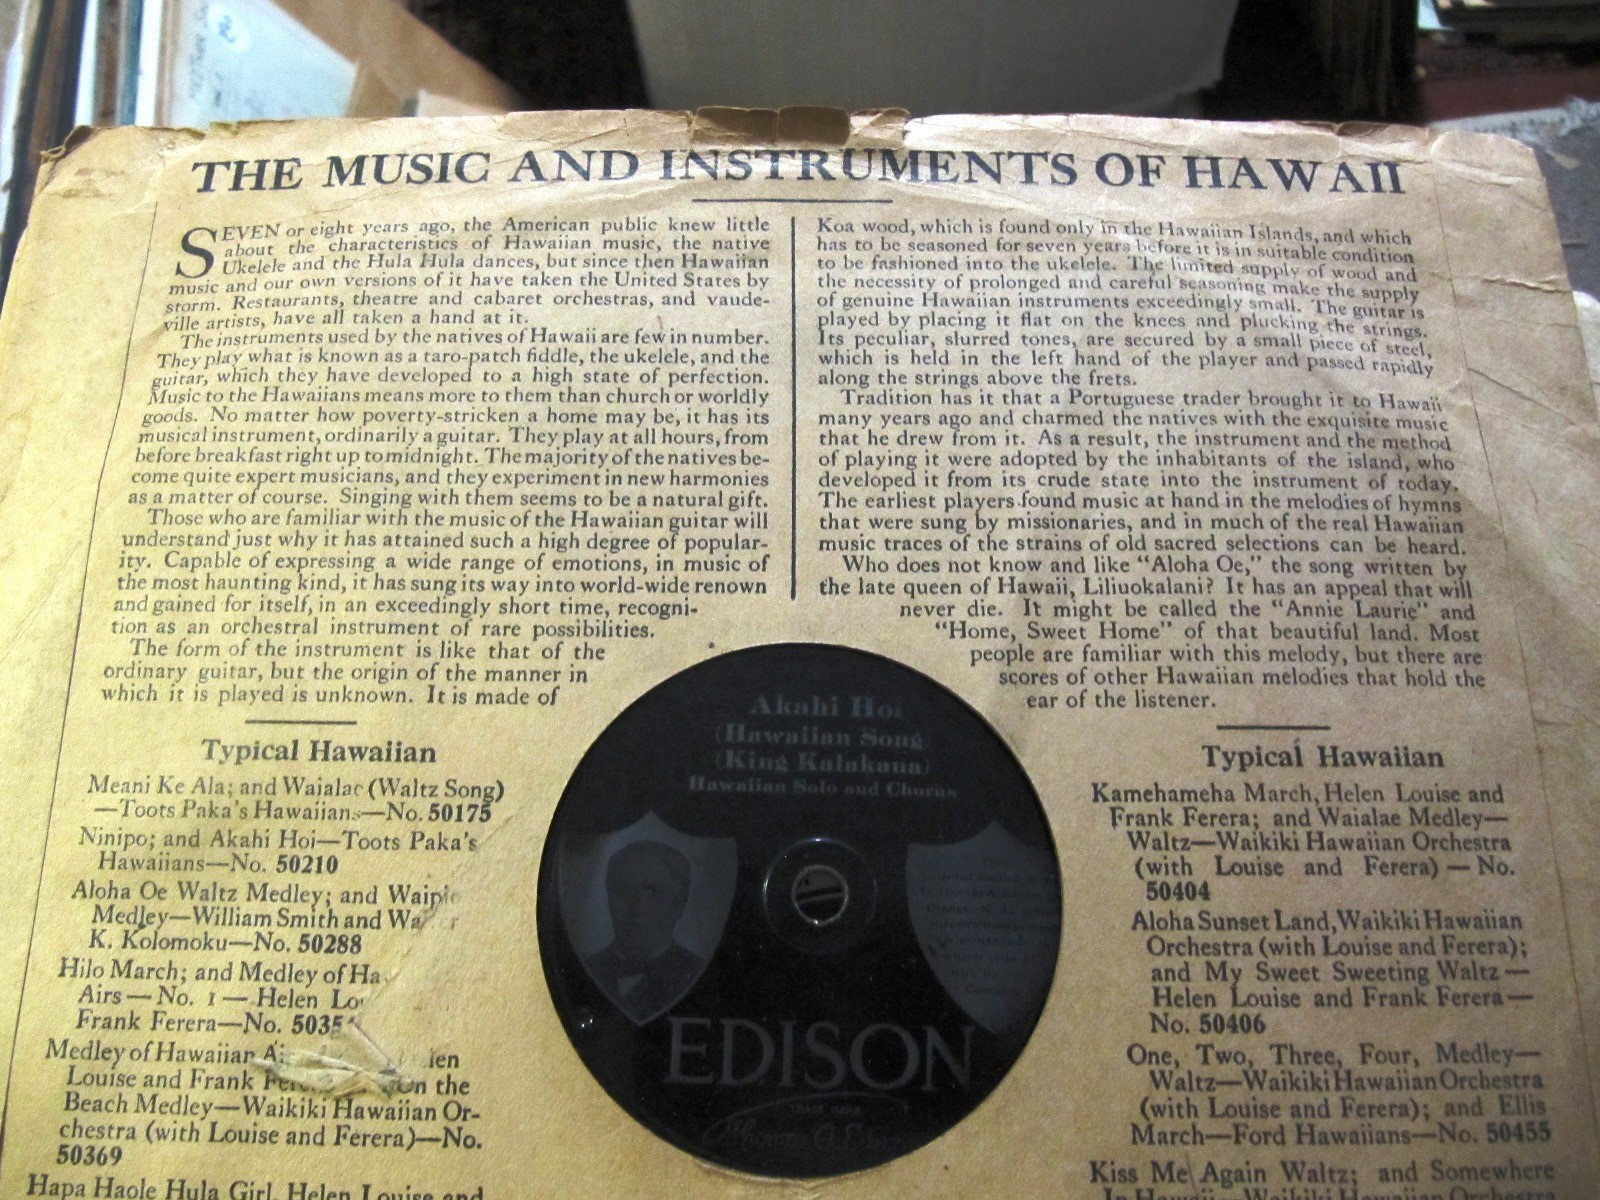 THE MUSIC AND INSTRUMENTS OF HAWAII
SEVEN or eight years ago, the American public knew little
about the characteristics of Hawaiian music, the native
Ukelele and the Hula Hula dances, but since then Hawaiian
music and our own versions of it have taken the United States by
storm. Restaurants, theatre and cabaret orchestras, and vaude-
ville artists, have all taken a hand at it.
The instruments used by the natives of Hawaii are few in number.
They play what is known as a taro-patch fiddle, the ukelele, and the
guitar, which they have developed to a high state of perfection.
Music to the Hawaiians means more to them than church or worldly
goods. No matter how poverty-stricken a home may be, it has its
musical instrument, ordinarily a guitar. They play at all hours, from
before breakfast right up to midnight. The majority of the natives be-
come quite expert musicians, and they experiment in new harmonies
as a matter of course. Singing with them seems to be a natural gift.
Those who are familiar with the music of the Hawaiian guitar will
understand just why it has attained such a high degree of popular-
ity. Capable of expressing a wide range of emotions, in music of
the most haunting kind, it has sung its way into world-wide renown
and gained for itself, in an exceedingly short time, recogni-
tion as an orchestral instrument of rare possibilities.
The form of the instrument is like that of the
ordinary guitar, but the origin of the manner in
which it is played is unknown. It is made of
Koa wood, which is found only in the Hawaiian Islands, and which
has to be seasoned for seven years before it is in suitable condition
to be fashioned into the ukelele. The limited supply of wood and
the necessity of prolonged and careful seasoning make the supply
of genuine Hawaiian instruments exceedingly small. The guitar is
played by placing it flat on the knees and plucking the strings.
Its peculiar, slurred tones, are secured by a small piece of steel,
which is held in the left hand of the player and passed rapidly
along the strings above the frets.
Tradition has it that a Portuguese trader brought it to Hawaii
many years ago and charmed the natives with the exquisite music
that he drew from it. As a result, the instrument and the method
of playing it were adopted by the inhabitants of the island, who
developed it from its crude state into the instrument of today.
The earliest players found music at hand in the melodies of hymns
that were sung by missionaries, and in much of the real Hawaiian
music traces of the strains of old sacred selections can be heard.
Who does not know and like "Aloha Oe," the song written by
the late queen of Hawaii, Liliuokalani? It has an appeal that will
never die. It might be called the "Annie Laurie" and
"Home, Sweet Home" of that beautiful land. Most
people are familiar with this melody, but there are
scores of other Hawaiian melodies that hold the
ear of the listener.
Typical Hawaiian
Meani Ke Ala; and Waialae (Waltz Song)
—Toots Paka's Hawaiians—No. 50175
Ninipo; and Akahi Hoi—Toots Paka's
Hawaiians—No. 50210
Aloha Oe Waltz Medley; and
Medley—William Smith and
K. Kolomoku—No. 50288
Hilo March; and Medley of
Airs—No. 1—Helen
Frank Ferera—No.
Medley of Hawaiian
Louise and Frank the
Beach Medley—Waikiki Hawaiian Or-
chestra (with Louise and Ferera)—No.
50369
Hapa Haole Hula Girl, Helen Louise and
Akahi Hoi
(Hawaiian Song)
(King Kalakaua)
Hawaiian Solo and Chorus
EDISON
TRADE MARK
Typical Hawaiian
Kamehameha March, Helen Louise and
Frank Ferera; and Waialae Medley—
Waltz—Waikiki Hawaiian Orchestra
(with Louise and Ferera)—No.
50404
Aloha Sunset Land, Waikiki Hawaiian
Orchestra (with Louise and Ferera);
and My Sweet Sweeting Waltz—
Helen Louise and Frank Ferera—
No. 50406
One, Two, Three, Four, Medley—
Waltz—Waikiki Hawaiian Orchestra
(with Louise and Ferera); and Ellis
March—Ford Hawaiians—No. 50455
Kiss Me Again Waltz; and Somewhere
In Hawaii—Waikiki Hawaiian